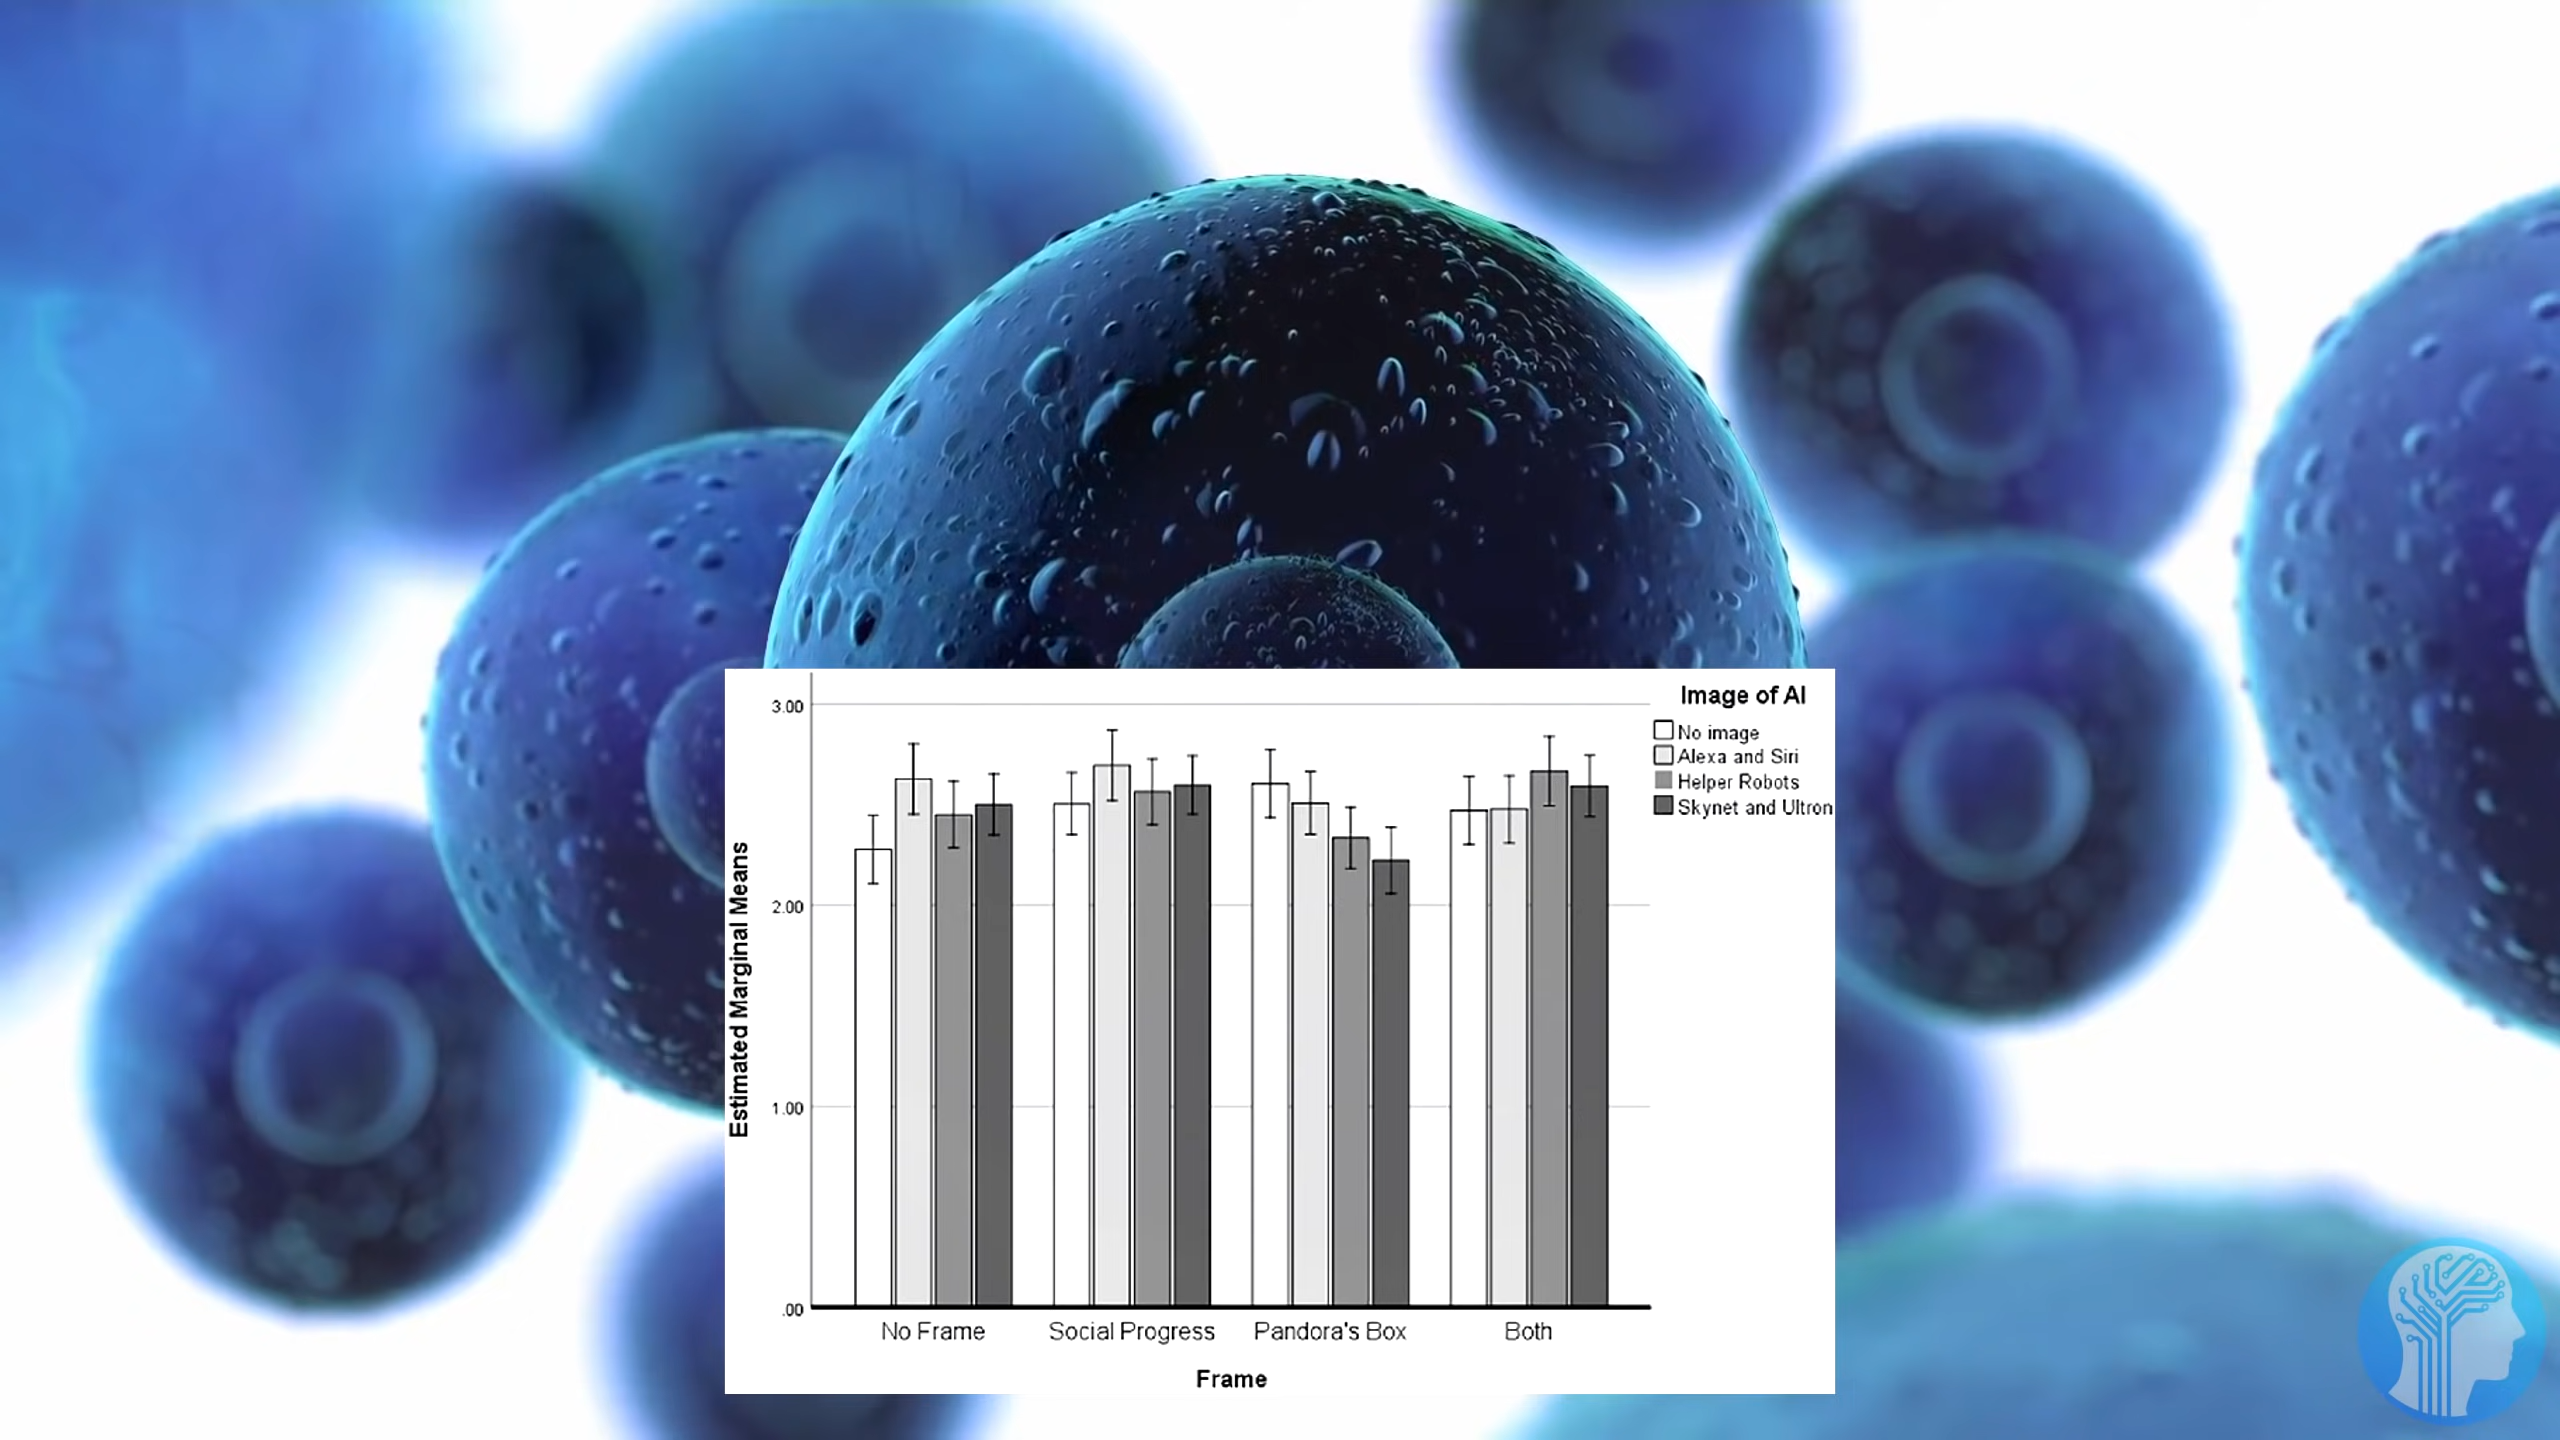 3.00
2.00
1.00
.00
Estimated Marginal Means
No Frame
Social Progress
Pandora's Box
Both
Frame
Image of AI
No image
Alexa and Siri
Helper Robots
Skynet and Ultron